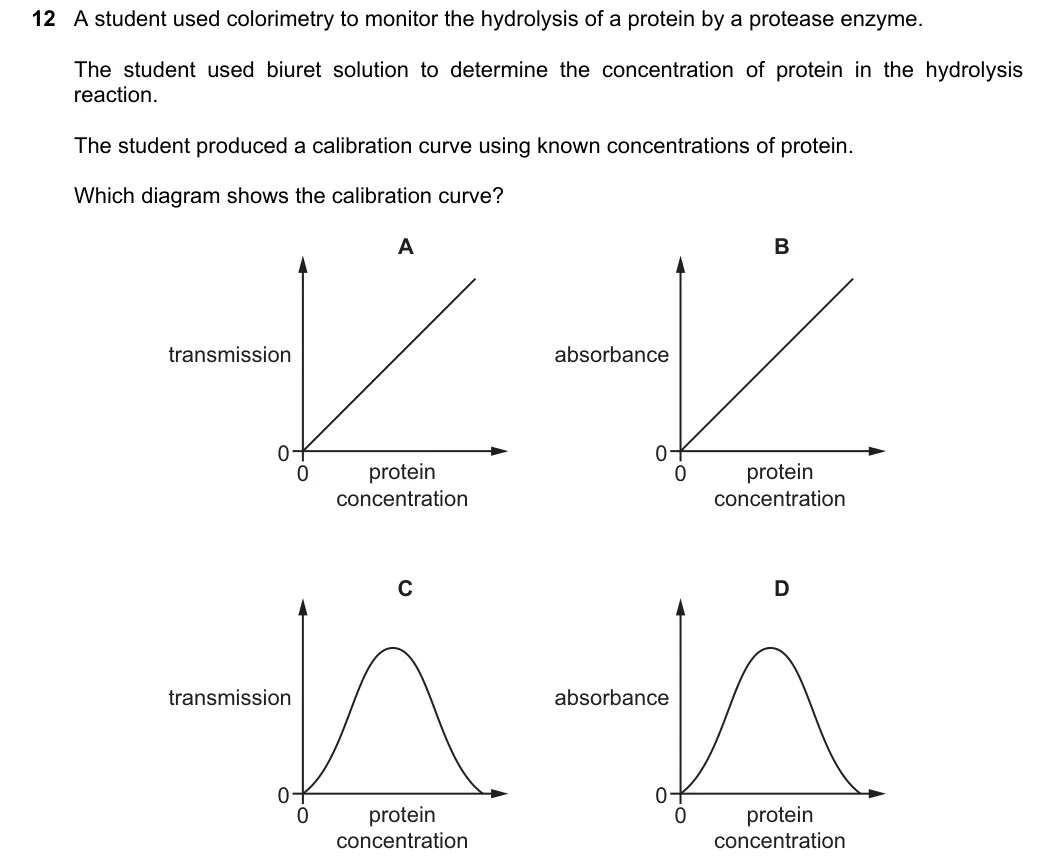 12 A student used colorimetry to monitor the hydrolysis of a protein by a protease enzyme.
The student used biuret solution to determine the concentration of protein in the hydrolysis
reaction.
The student produced a calibration curve using known concentrations of protein.
Which diagram shows the calibration curve?
A
transmission
0
0
protein
concentration
B
absorbance
0
0
protein
concentration
C
transmission
0
0
protein
concentration
D
absorbance
0
0
protein
concentration